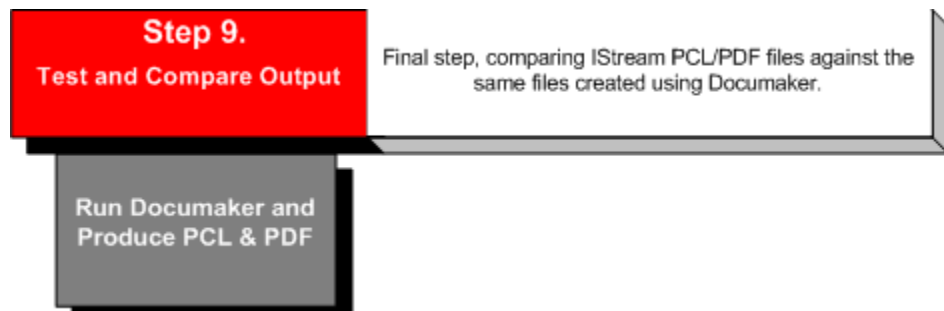 Step 9.
Test and Compare Output
Final step, comparing IStream PCL/PDF files against the
same files created using Documaker.
Run Documaker and
Produce PCL & PDF